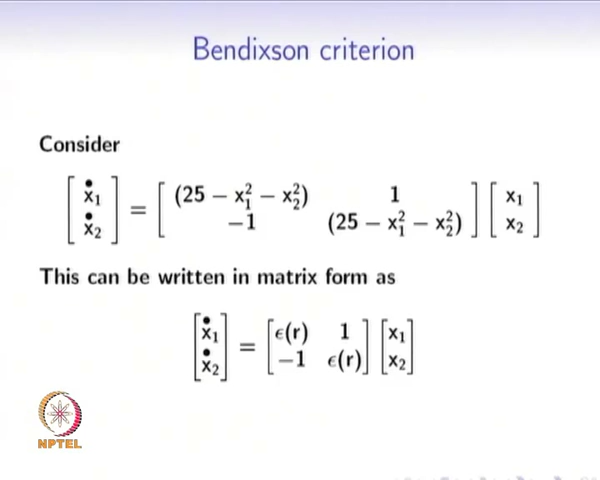 Bendixson criterion
Consider
[ẋ₁ ẋ₂] = [(25 − x₁² − x₂²) 1 −1 (25 − x₁² − x₂²)] [x₁ x₂]
This can be written in matrix form as
[ẋ₁ ẋ₂] = [ϵ(r) 1 −1 ϵ(r)] [x₁ x₂]
NPTEL